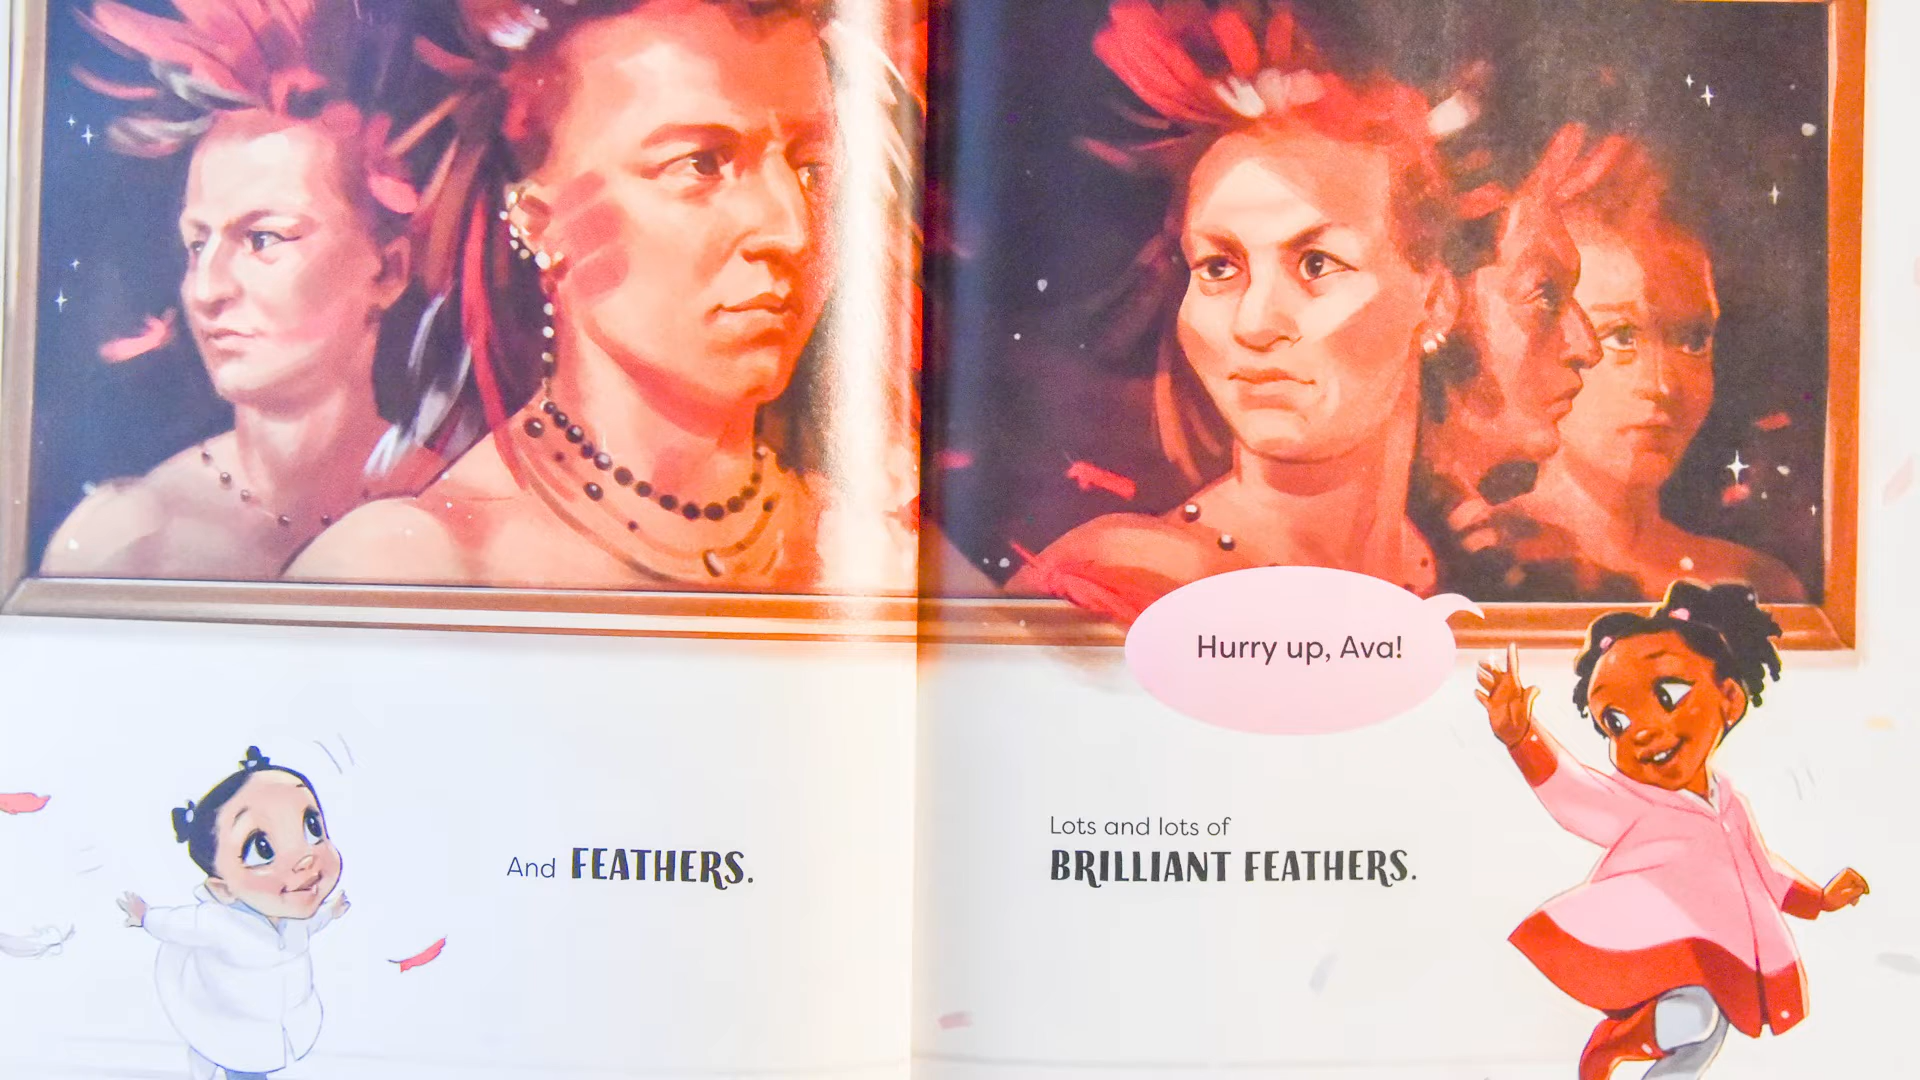 And FEATHERS.
Hurry up, Ava!
Lots and lots of
BRILLIANT FEATHERS.